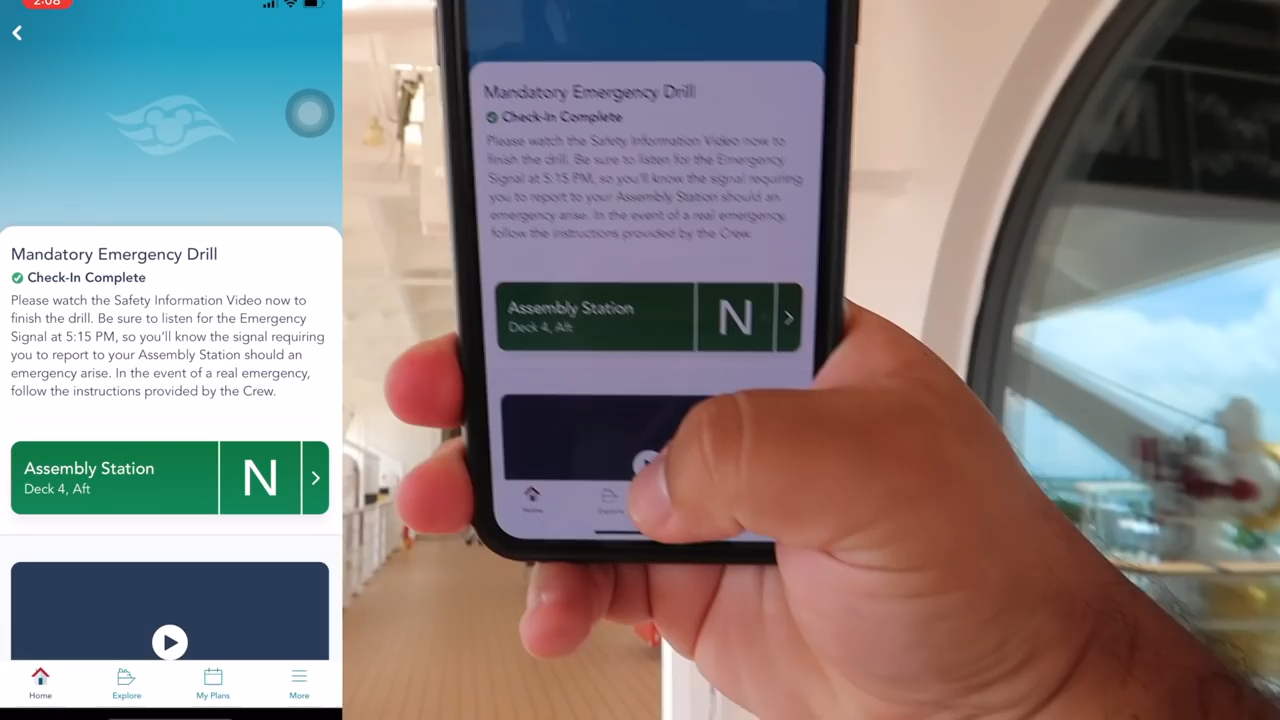 2:08
Mandatory Emergency Drill
Check-In Complete
Please watch the Safety Information Video now to
finish the drill. Be sure to listen for the Emergency
Signal at 5:15 PM, so you'll know the signal requiring
you to report to your Assembly Station should an
emergency arise. In the event of a real emergency,
follow the instructions provided by the Crew.
Assembly Station
Deck 4, Aft
N
Home
Explore
My Plans
More
Mandatory Emergency Drill
Check-In Complete
Please watch the Safety Information Video now to
finish the drill. Be sure to listen for the Emergency
Signal at 5:15 PM, so you'll know the signal requiring
you to report to your Assembly Station should an
emergency arise. In the event of a real emergency,
follow the instructions provided by the Crew.
Assembly Station
Deck 4, Aft
N
Home
Explore